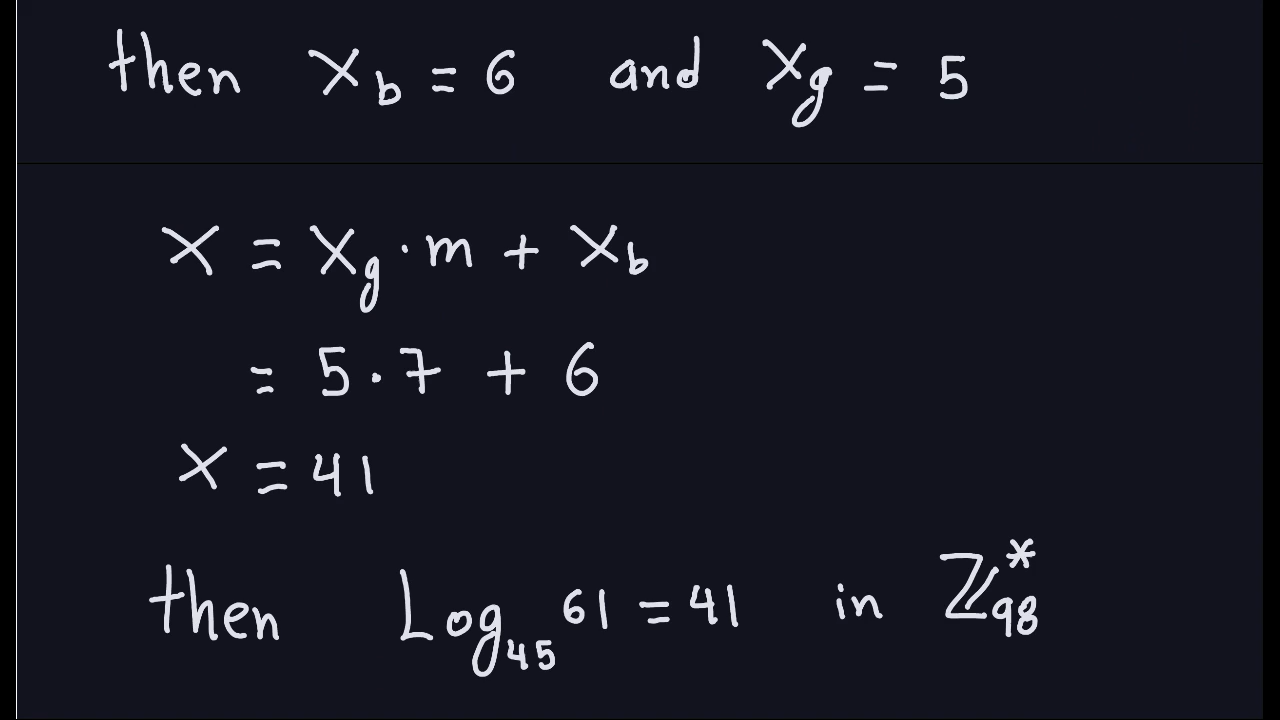 then X_b = 6 and X_g = 5
X = X_g · m + X_b
= 5 · 7 + 6
X = 41
then Log_45 61 = 41 in ℤ*_98